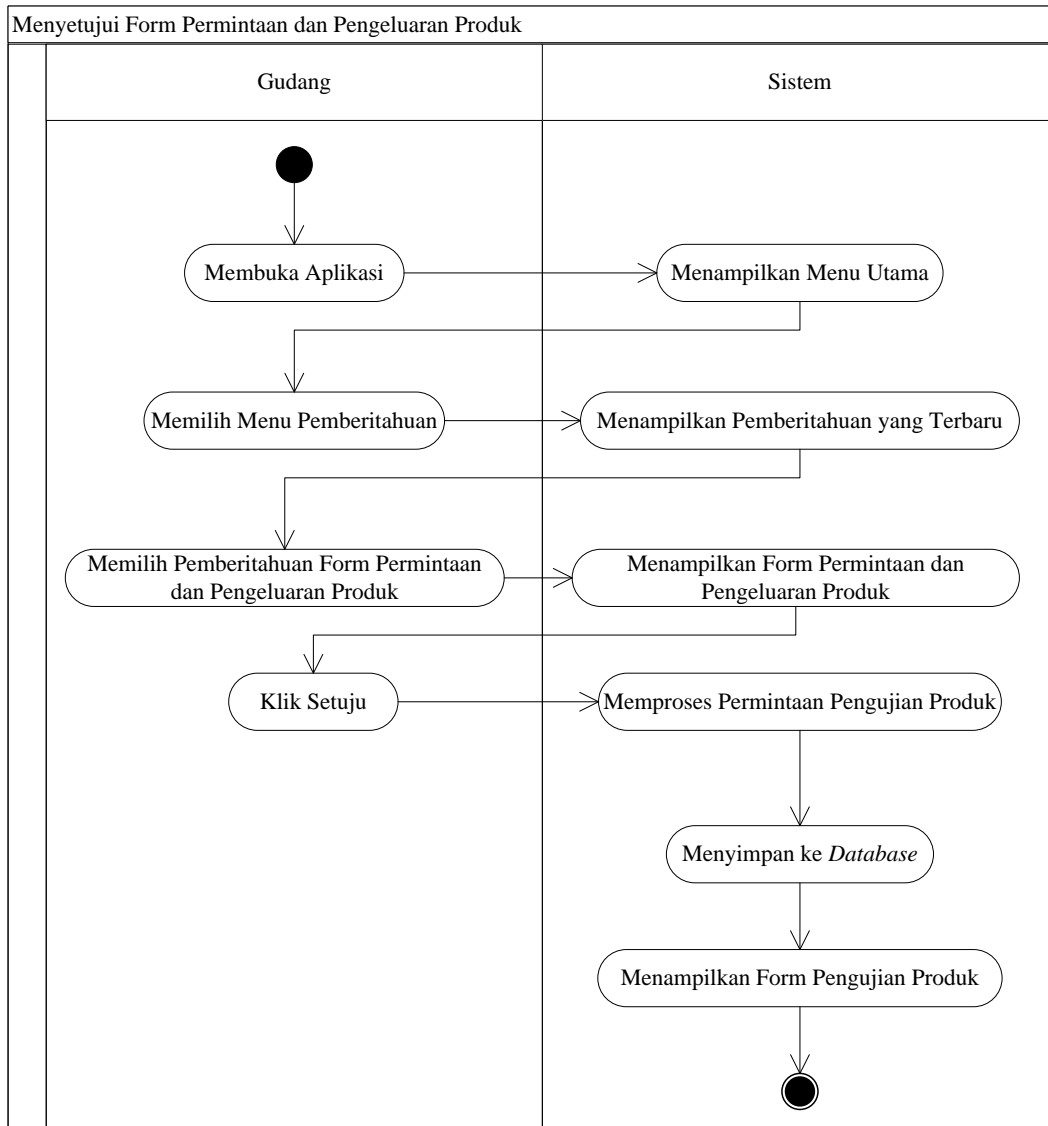 Menyetujui Form Permintaan dan Pengeluaran Produk
Gudang
Sistem
Membuka Aplikasi
Menampilkan Menu Utama
Memilih Menu Pemberitahuan
Menampilkan Pemberitahuan yang Terbaru
Memilih Pemberitahuan Form Permintaan
dan Pengeluaran Produk
Menampilkan Form Permintaan dan
Pengeluaran Produk
Klik Setuju
Memproses Permintaan Pengujian Produk
Menyimpan ke Database
Menampilkan Form Pengujian Produk